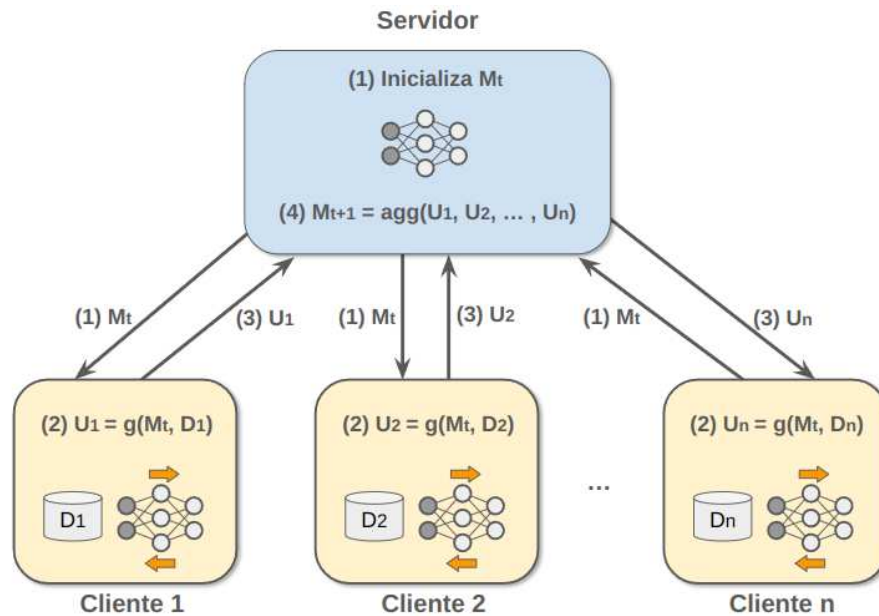 Servidor
(1) Inicializa Mt
(4) Mt+1 = agg(U1, U2, ... , Un)
(1) Mt
(3) U1
(1) Mt
(3) U2
(1) Mt
(3) Un
(2) U1 = g(Mt, D1)
(2) U2 = g(Mt, D2)
(2) Un = g(Mt, Dn)
D1
D2
...
Dn
Cliente 1
Cliente 2
Cliente n